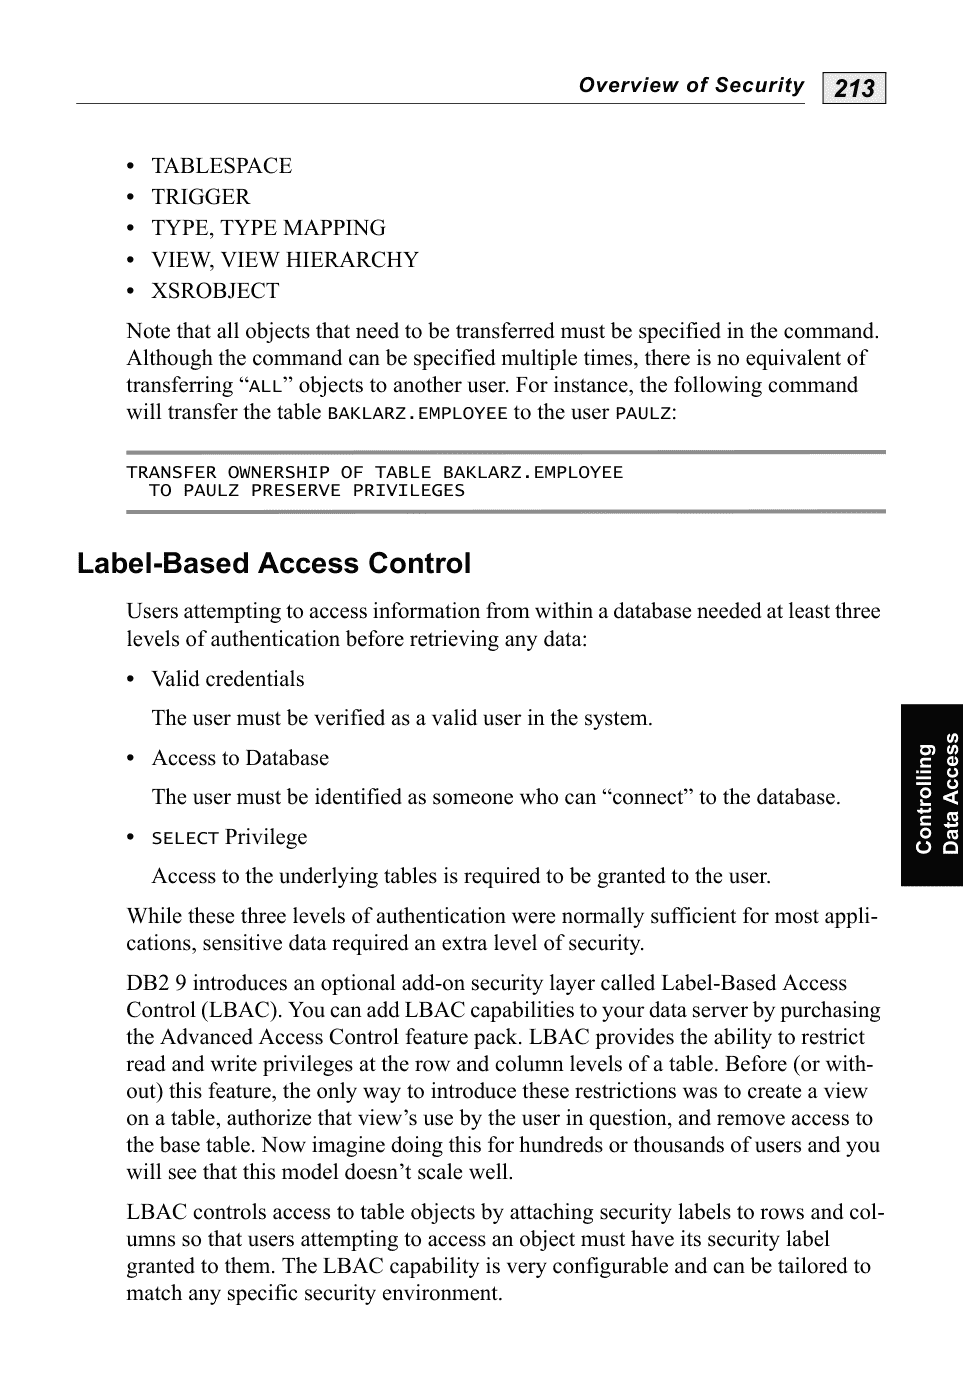 Overview of Security 213
• TABLESPACE
• TRIGGER
• TYPE, TYPE MAPPING
• VIEW, VIEW HIERARCHY
• XSROBJECT
Note that all objects that need to be transferred must be specified in the command.
Although the command can be specified multiple times, there is no equivalent of
transferring “ALL” objects to another user. For instance, the following command
will transfer the table BAKLARZ.EMPLOYEE to the user PAULZ:
TRANSFER OWNERSHIP OF TABLE BAKLARZ.EMPLOYEE
TO PAULZ PRESERVE PRIVILEGES
Label-Based Access Control
Users attempting to access information from within a database needed at least three
levels of authentication before retrieving any data:
• Valid credentials
The user must be verified as a valid user in the system.
• Access to Database
The user must be identified as someone who can “connect” to the database.
• SELECT Privilege
Access to the underlying tables is required to be granted to the user.
While these three levels of authentication were normally sufficient for most appli-
cations, sensitive data required an extra level of security.
DB2 9 introduces an optional add-on security layer called Label-Based Access
Control (LBAC). You can add LBAC capabilities to your data server by purchasing
the Advanced Access Control feature pack. LBAC provides the ability to restrict
read and write privileges at the row and column levels of a table. Before (or with-
out) this feature, the only way to introduce these restrictions was to create a view
on a table, authorize that view’s use by the user in question, and remove access to
the base table. Now imagine doing this for hundreds or thousands of users and you
will see that this model doesn’t scale well.
LBAC controls access to table objects by attaching security labels to rows and col-
umns so that users attempting to access an object must have its security label
granted to them. The LBAC capability is very configurable and can be tailored to
match any specific security environment.
Controlling
Data Access